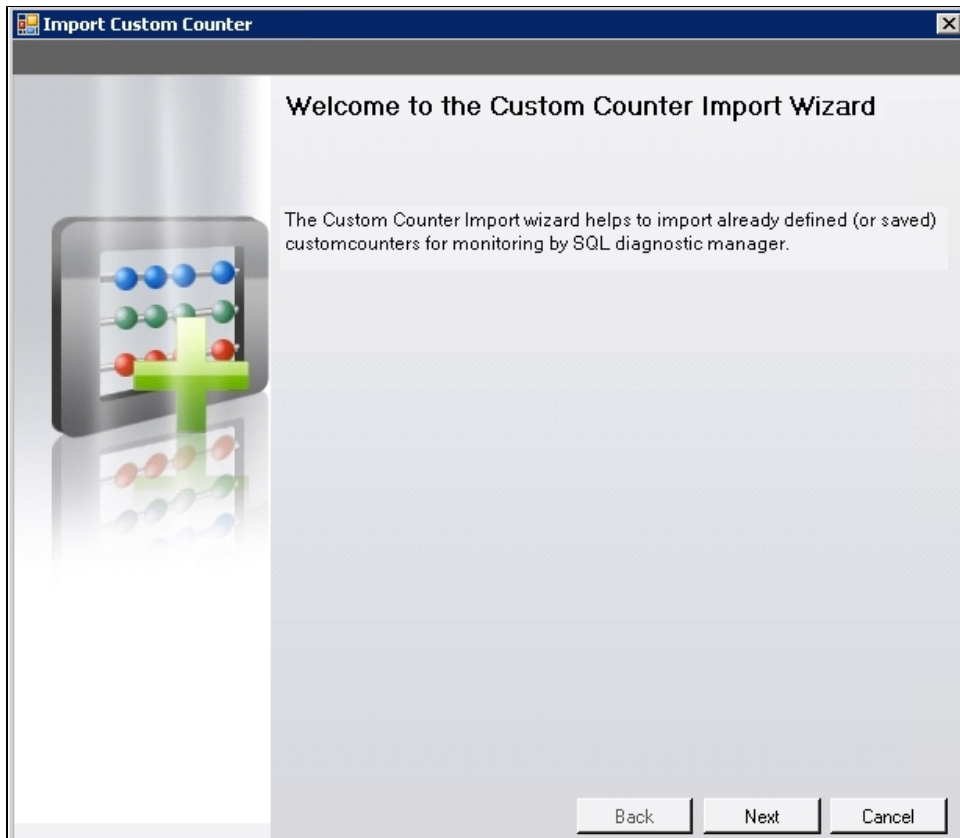 Import Custom Counter
Welcome to the Custom Counter Import Wizard
The Custom Counter Import wizard helps to import already defined (or saved)
customcounters for monitoring by SQL diagnostic manager.
Back
Next
Cancel